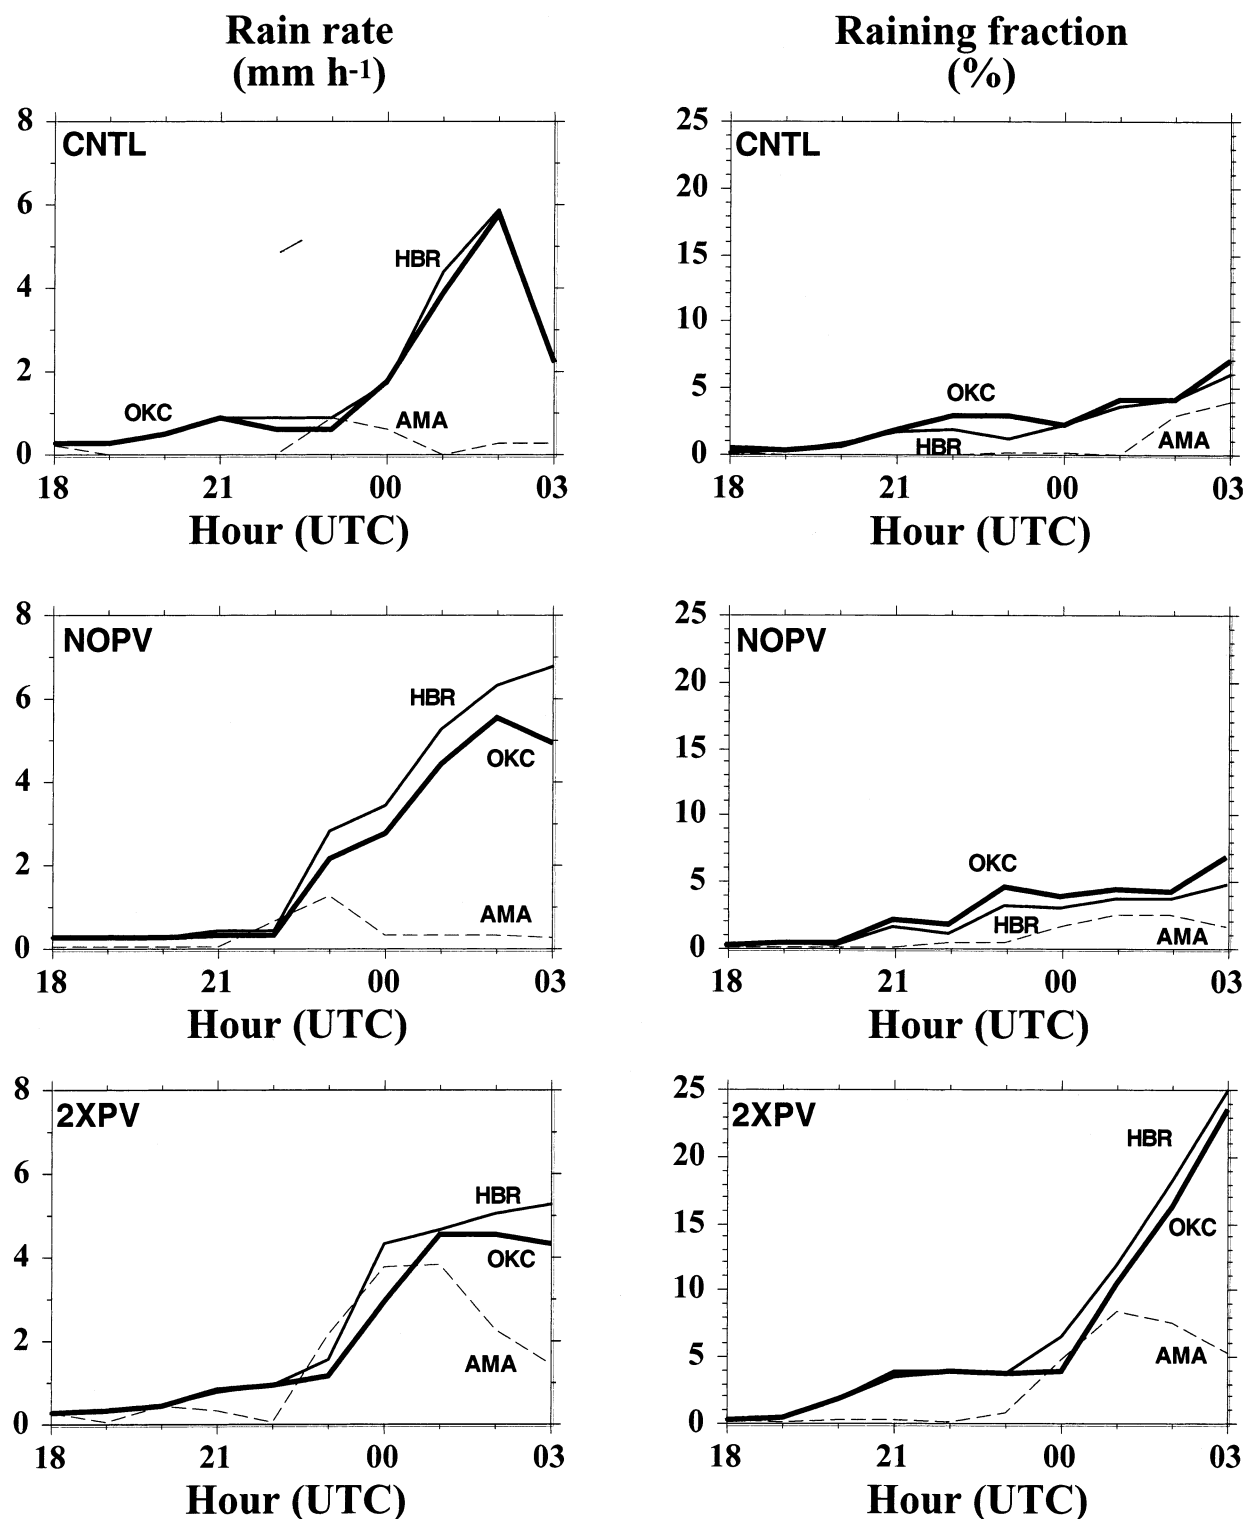 Rain rate
(mm h-1)
Raining fraction
(%)
8
6
4
2
0
CNTL
HBR
OKC
AMA
18
21
00
03
Hour (UTC)
25
20
15
10
5
0
CNTL
OKC
HBR
AMA
18
21
00
03
Hour (UTC)
8
6
4
2
0
NOPV
HBR
OKC
AMA
18
21
00
03
Hour (UTC)
25
20
15
10
5
0
NOPV
OKC
HBR
AMA
18
21
00
03
Hour (UTC)
8
6
4
2
0
2XPV
HBR
OKC
AMA
18
21
00
03
Hour (UTC)
25
20
15
10
5
0
2XPV
HBR
OKC
AMA
18
21
00
03
Hour (UTC)